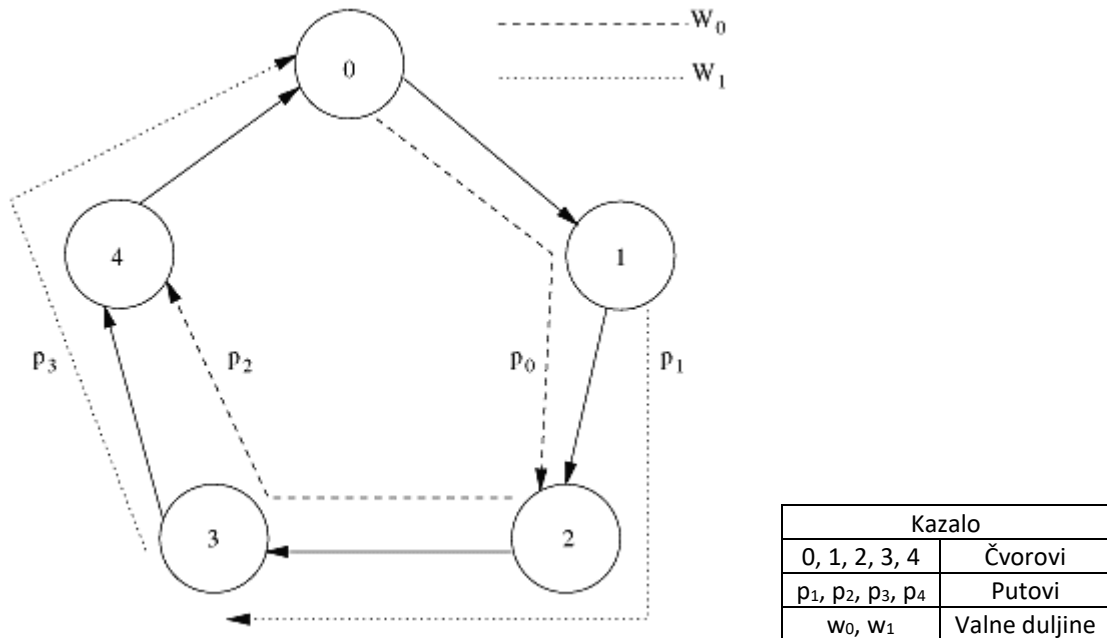 W₀
W₁
0
4
1
p₃
p₂
p₀
p₁
3
2
Kazalo
0, 1, 2, 3, 4 Čvorovi
p₁, p₂, p₃, p₄ Putovi
w₀, w₁ Valne duljine